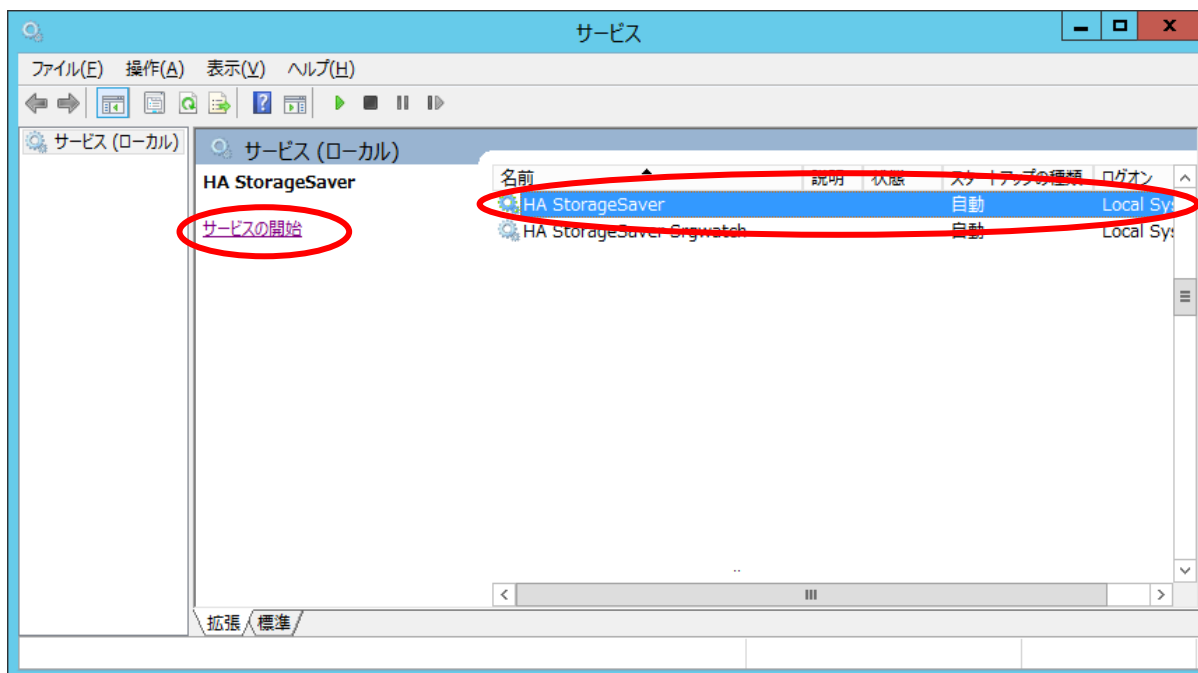 サービス
ファイル(F) 操作(A) 表示(V) ヘルプ(H)
サービス (ローカル)
サービス (ローカル)
HA StorageSaver
サービスの開始
名前 説明 状態 スタートアップの種類 ログオン
HA StorageSaver 自動 Local Sys
HA StorageSaver Srgwatch 自動 Local Sys
拡張 標準